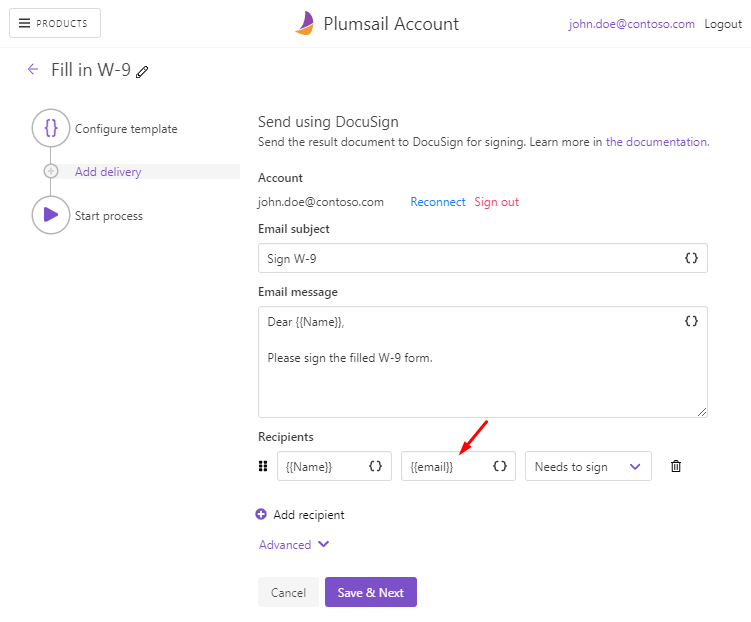 PRODUCTS
Plumsail Account
john.doe@contoso.com Logout
Fill in W-9
{} Configure template
Add delivery
Start process
Send using DocuSign
Send the result document to DocuSign for signing. Learn more in the documentation.
Account
john.doe@contoso.com Reconnect Sign out
Email subject
Sign W-9 {}
Email message
Dear {{Name}}, {}
Please sign the filled W-9 form.
Recipients
{{Name}} {} {{email}} {} Needs to sign
Add recipient
Advanced
Cancel Save & Next